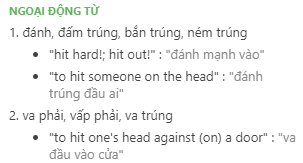 NGOẠI ĐỘNG TỪ
1. đánh, đấm trúng, bắn trúng, ném trúng
• "hit hard!; hit out!" : "đánh mạnh vào"
• "to hit someone on the head" : "đánh
trúng đầu ai"
2. va phải, vấp phải, va trúng
• "to hit one's head against (on) a door" : "va
đầu vào cửa"